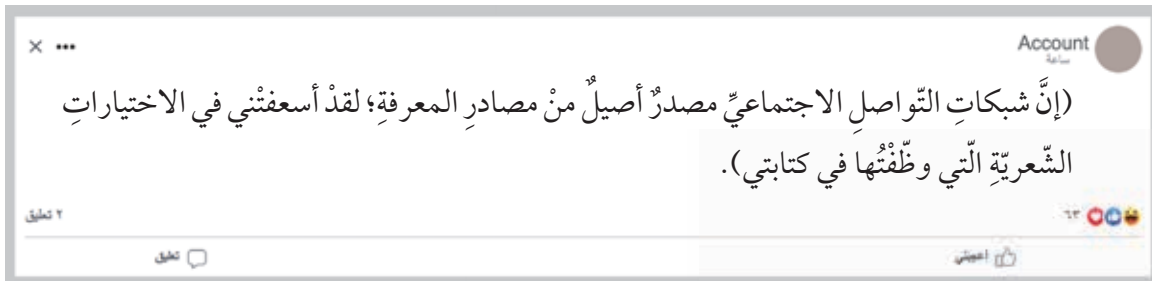 Account
ساعة
(إنَّ شبكاتِ التّواصلِ الاجتماعيِّ مصدرٌ أصيلٌ منْ مصادرِ المعرفةِ؛ لقدْ أسعفتْني في الاختياراتِ
الشّعريّةِ الّتي وظّفْتُها في كتابتي).
٦٣
٢ تعليق
اعجبني
تعليق